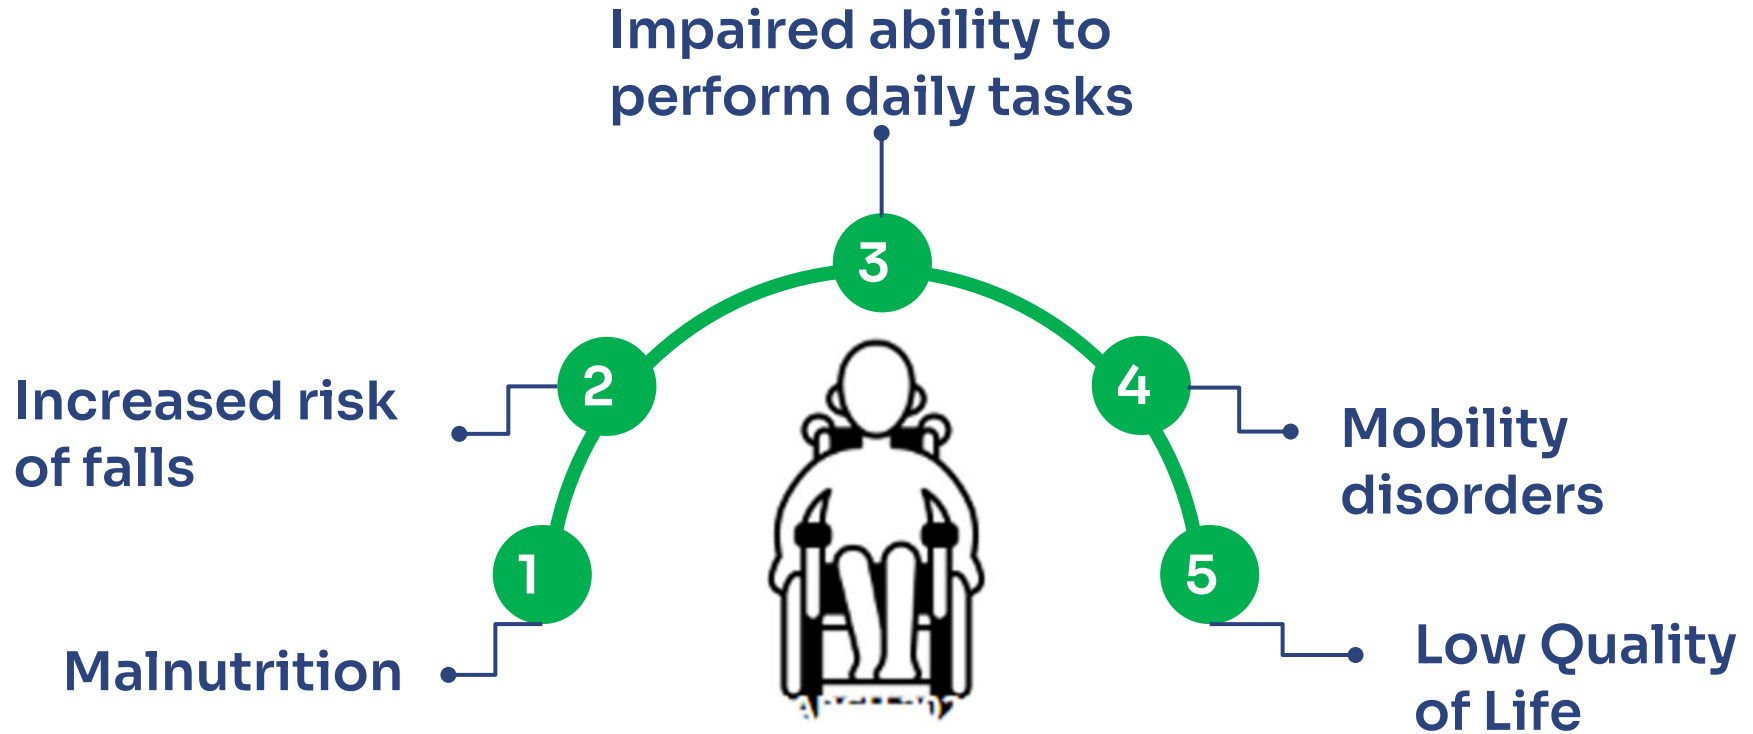 Impaired ability to
perform daily tasks
3
2
4
Increased risk
of falls
Mobility
disorders
1
5
Malnutrition
Low Quality
of Life